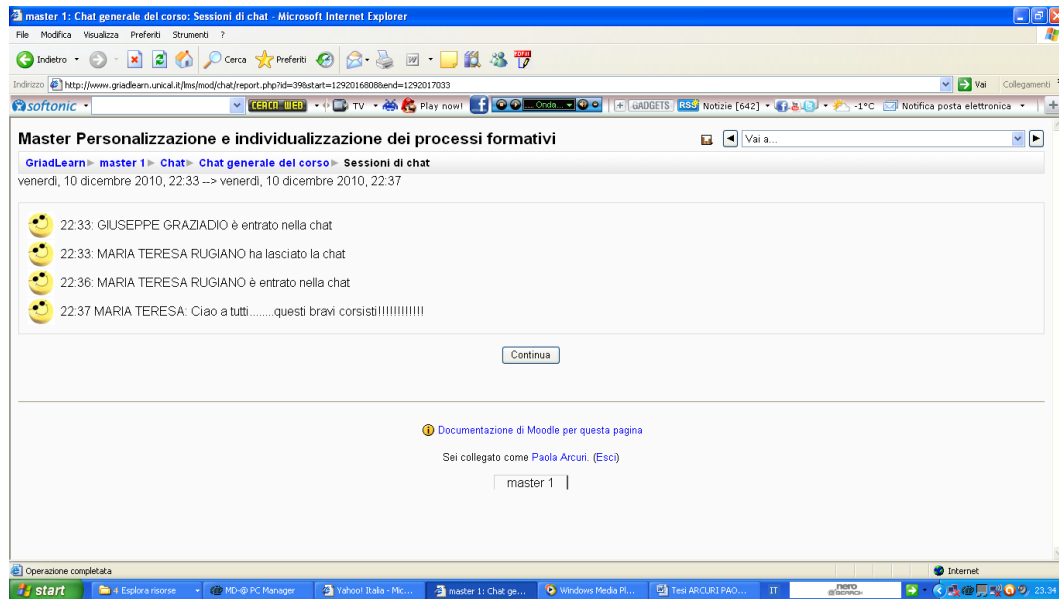 master 1: Chat generale del corso: Sessioni di chat - Microsoft Internet Explorer
File Modifica Visualizza Preferiti Strumenti ?
Indietro Cerca Preferiti
Indirizzo http://www.griadlearn.unical.it/lms/mod/chat/report.php?id=398&start=1292016808&end=1292017033 Vai Collegamenti
softonic CERCA WEB TV Play now! Onda... GADGETS RSS Notizie [642] -1°C Notifica posta elettronica
Master Personalizzazione e individualizzazione dei processi formativi Vai a...
GriadLearn► master 1► Chat► Chat generale del corso► Sessioni di chat
venerdì, 10 dicembre 2010, 22:33 --> venerdì, 10 dicembre 2010, 22:37
22:33: GIUSEPPE GRAZIADIO è entrato nella chat
22:33: MARIA TERESA RUGIANO ha lasciato la chat
22:36: MARIA TERESA RUGIANO è entrato nella chat
22:37 MARIA TERESA: Ciao a tutti........questi bravi corsisti!!!!!!!!!!!!
Continua
Documentazione di Moodle per questa pagina
Sei collegato come Paola Arcuri. (Esci)
master 1
Operazione completata Internet
start 4 Esplora risorse MD-@ PC Manager Yahoo! Italia - Mic... master 1: Chat ge... Windows Media Pl... Tesi ARCURI PAO... IT nero SEARCH 23.34